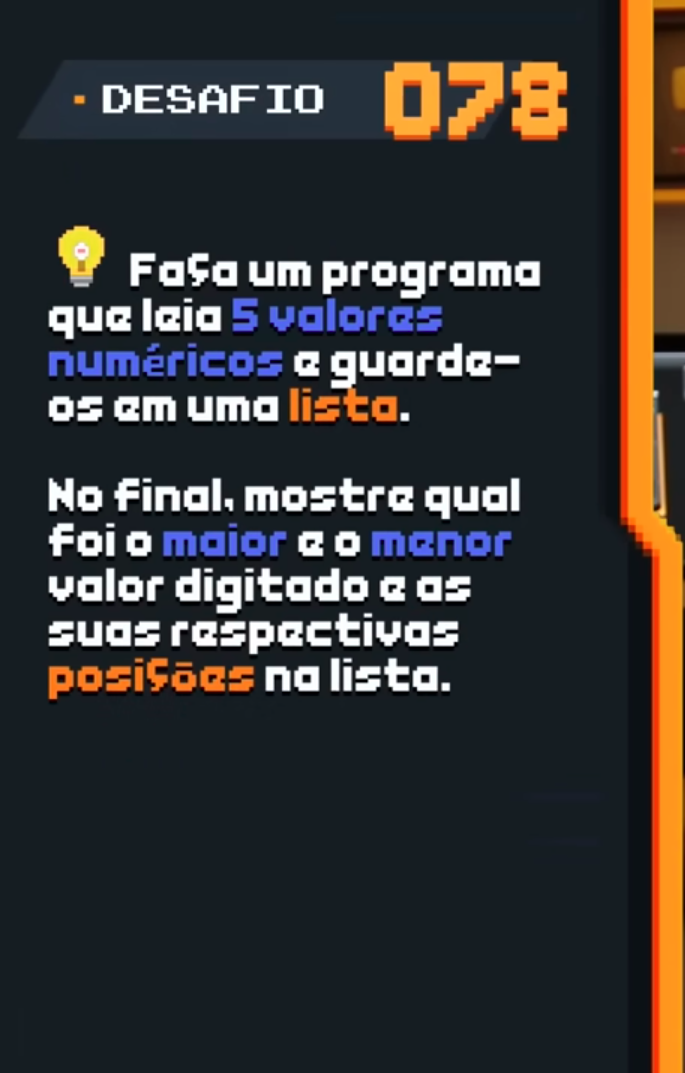 DESAFIO 078
Faça um programa
que leia 5 valores
numéricos e guarde-
os em uma lista.
No final, mostre qual
foi o maior e o menor
valor digitado e as
suas respectivas
posições na lista.